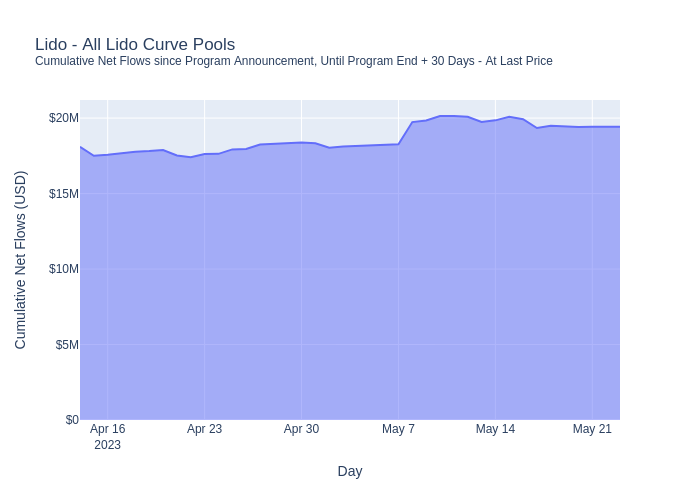 Lido - All Lido Curve Pools
Cumulative Net Flows since Program Announcement, Until Program End + 30 Days - At Last Price
Cumulative Net Flows (USD)
$20M
$15M
$10M
$5M
$0
Apr 16
2023
Apr 23
Apr 30
May 7
May 14
May 21
Day